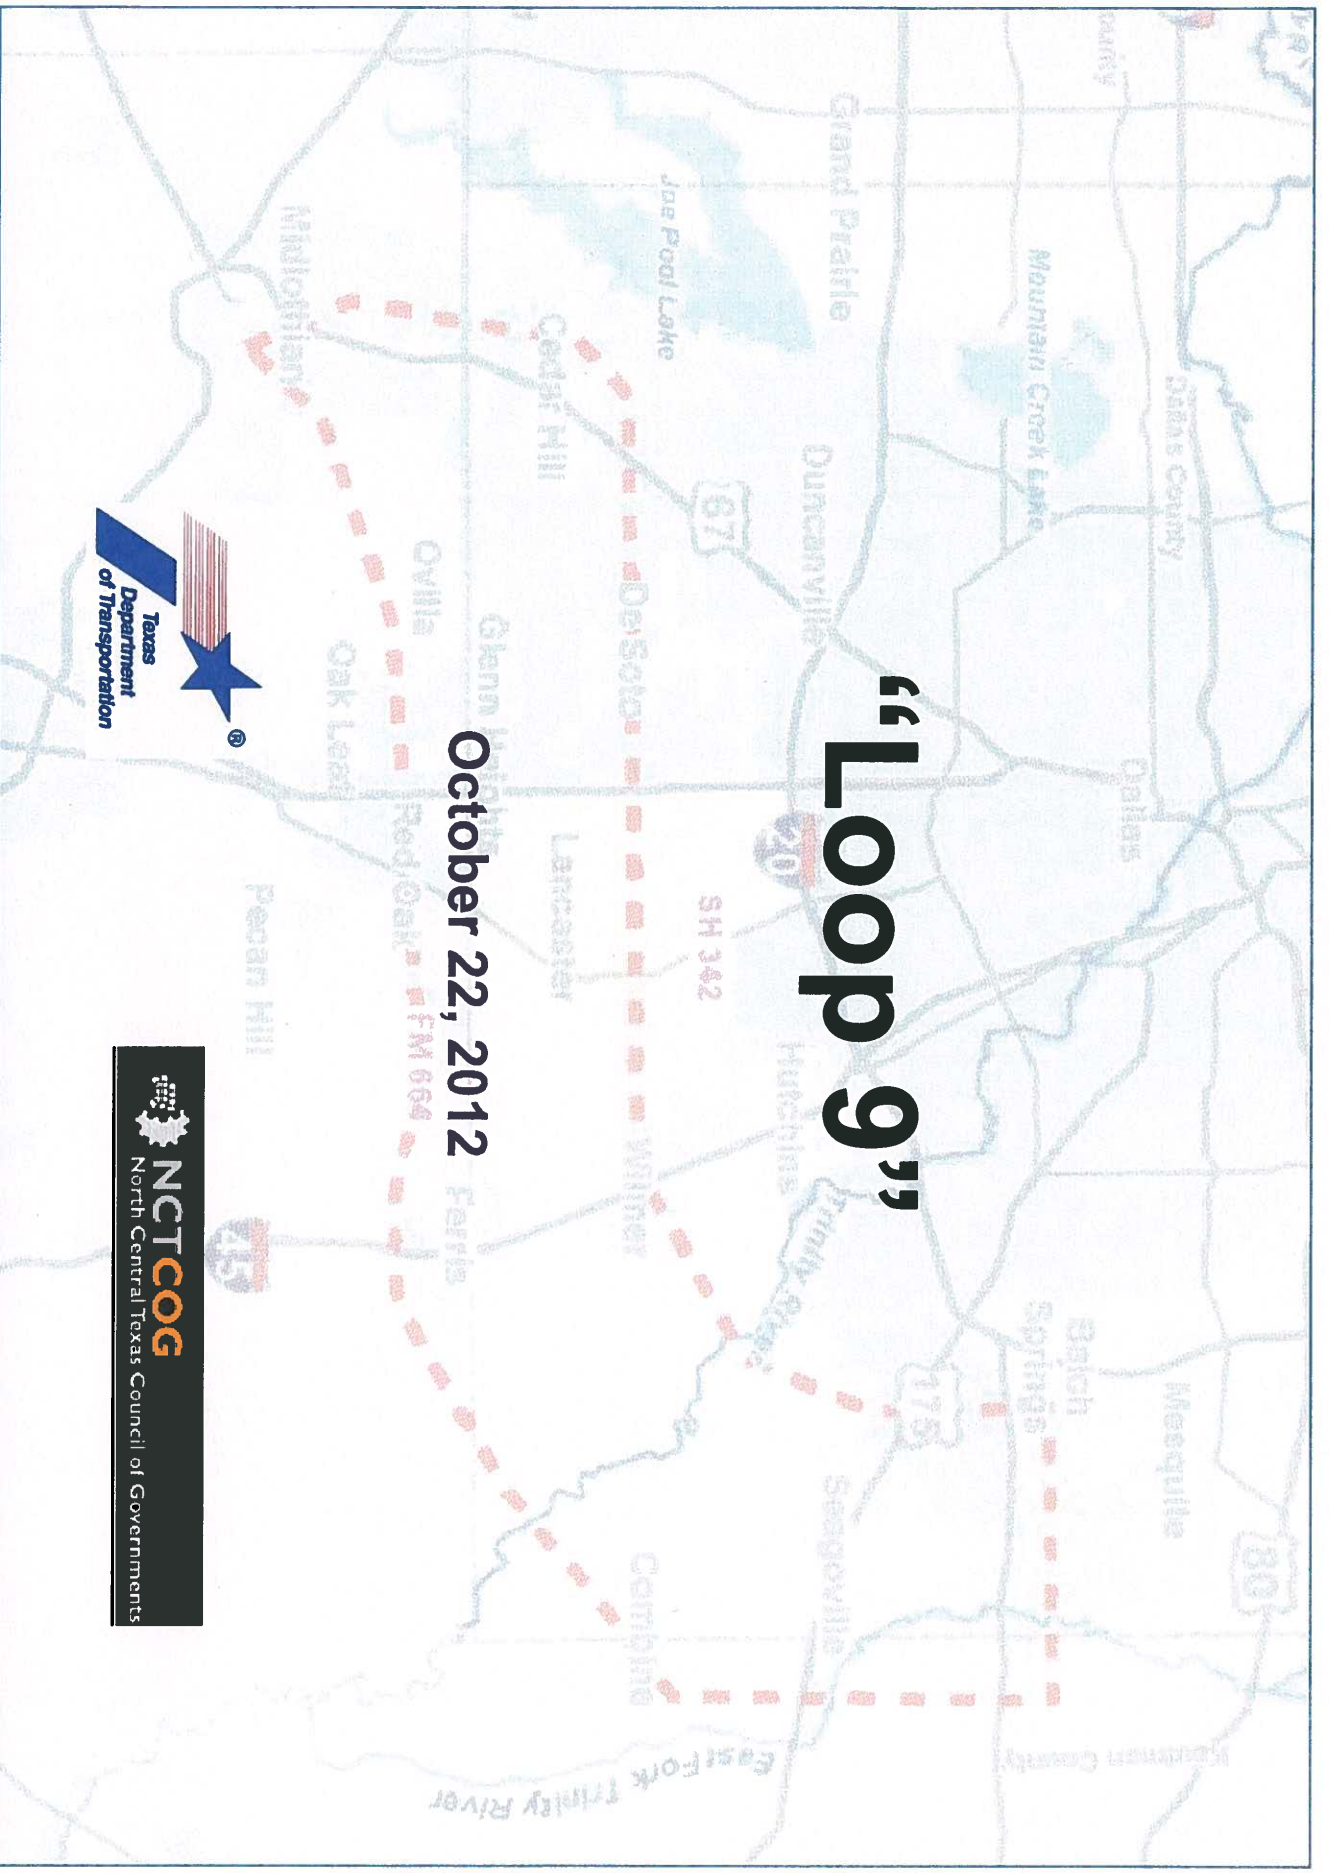 “Loop 9”
October 22, 2012
Texas
Department
of Transportation
®
NCTCOG
North Central Texas Council of Governments
Grand Prairie
Joe Pool Lake
Mountain Creek Lake
Dallas County
Dallas
Midlothian
Cedar Hill
Duncanville
67
DeSoto
Ovilla
Oak Leaf
Glenn Heights
Red Oak
Lancaster
Pecan Hill
20
SH 342
FM 664
Hutchins
Wilmer
Ferris
45
Trinity River
Balch
Springs
Mesquite
175
Seagoville
80
Combine
Kaufman County
East Fork Trinity River